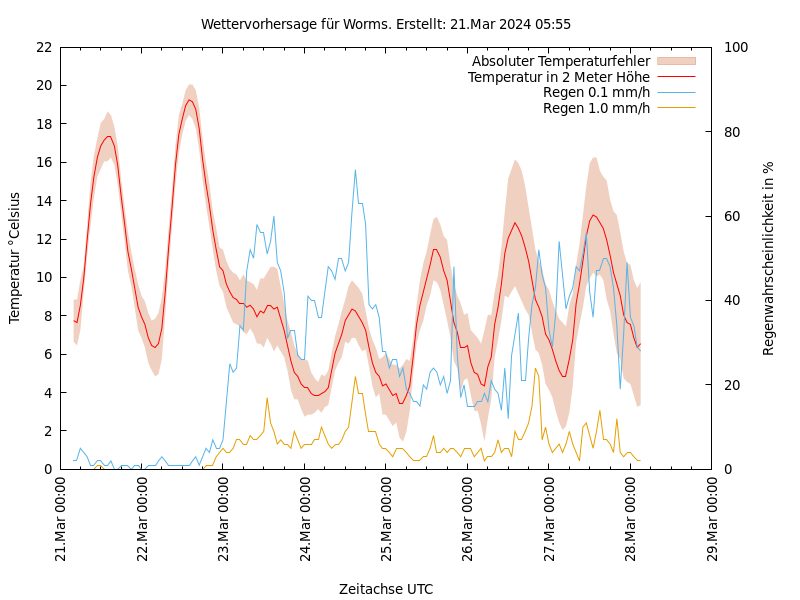 Wettervorhersage für Worms. Erstellt: 21.Mar 2024 05:55
Absoluter Temperaturfehler
Temperatur in 2 Meter Höhe
Regen 0.1 mm/h
Regen 1.0 mm/h
Temperatur °Celsius
22
20
18
16
14
12
10
8
6
4
2
0
100
80
60
40
20
0
Regenwahrscheinlichkeit in %
21.Mar 00:00
22.Mar 00:00
23.Mar 00:00
24.Mar 00:00
25.Mar 00:00
26.Mar 00:00
27.Mar 00:00
28.Mar 00:00
29.Mar 00:00
Zeitachse UTC